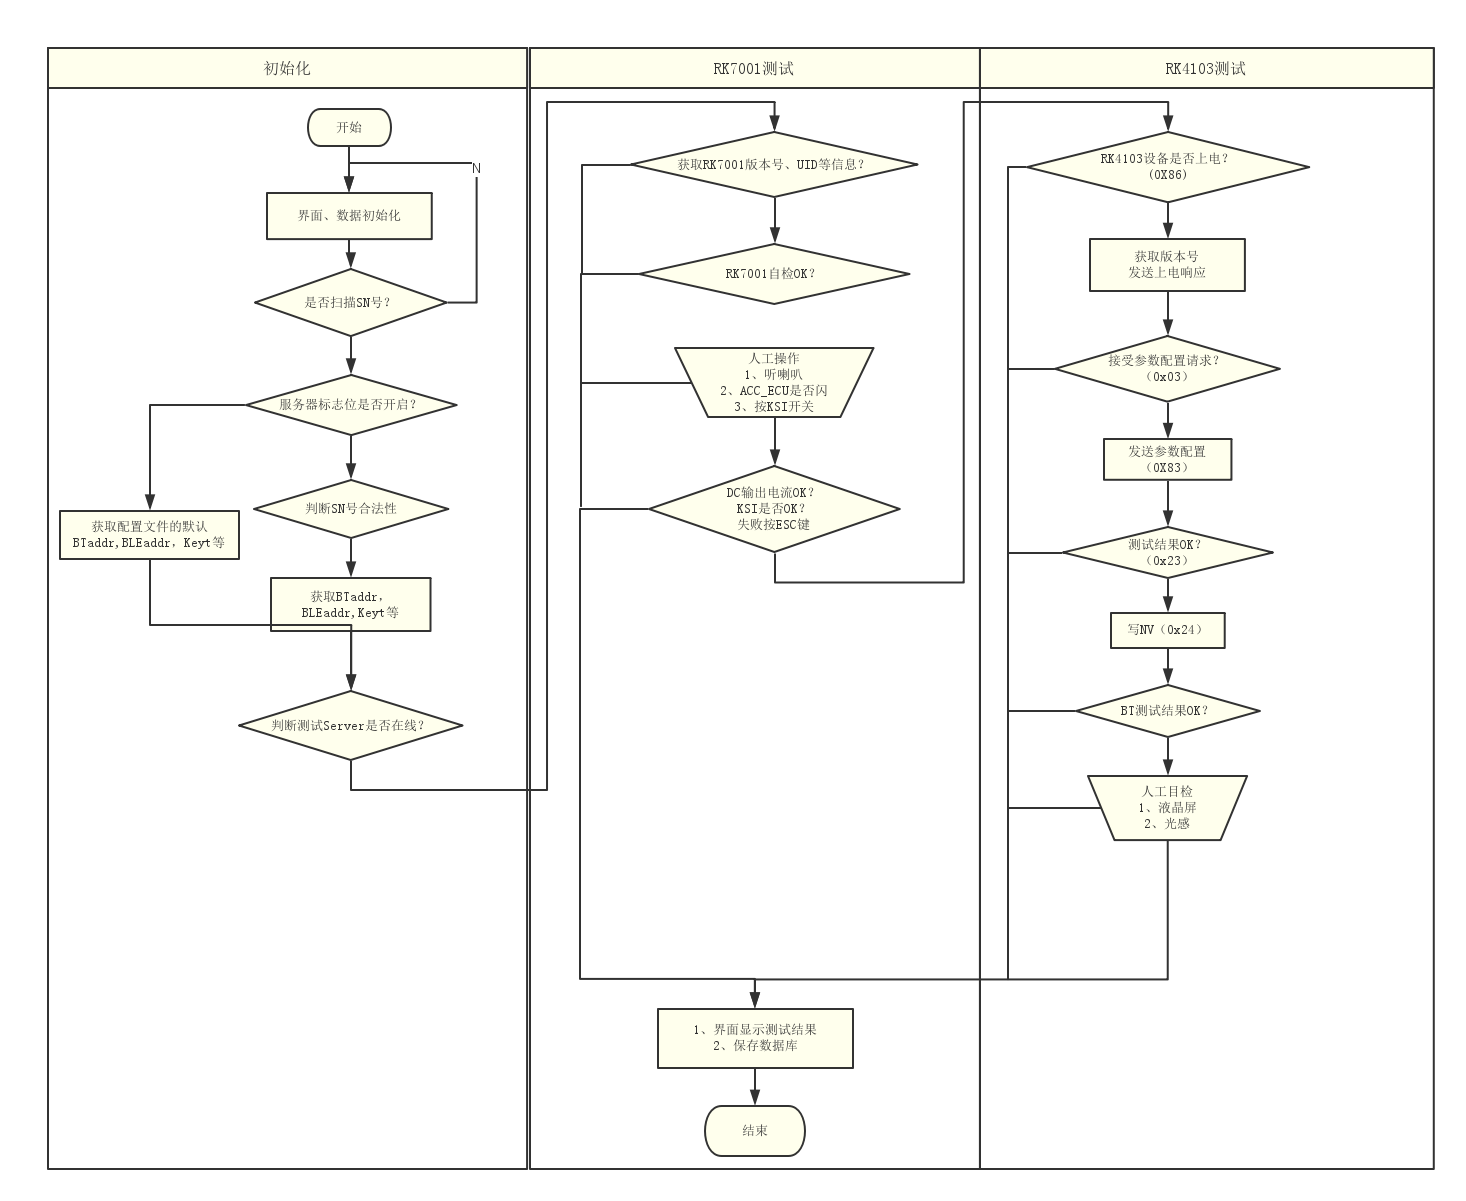 初始化
开始
N
界面、数据初始化
是否扫描SN号?
服务器标志位是否开启?
判断SN号合法性
获取配置文件的默认
BTaddr,BLEaddr, Keyt等
获取BTaddr,
BLEaddr,Keyt等
判断测试Server是否在线?
RK7001测试
获取RK7001版本号、UID等信息?
RK7001自检OK?
人工操作
1、听喇叭
2、ACC_ECU是否闪
3、按KSI开关
DC输出电流OK?
KSI是否OK?
失败按ESC键
1、界面显示测试结果
2、保存数据库
结束
RK4103测试
RK4103设备是否上电?
(0X86)
获取版本号
发送上电响应
接受参数配置请求?
(0x03)
发送参数配置
(0X83)
测试结果OK?
(0x23)
写NV(0x24)
BT测试结果OK?
人工目检
1、液晶屏
2、光感